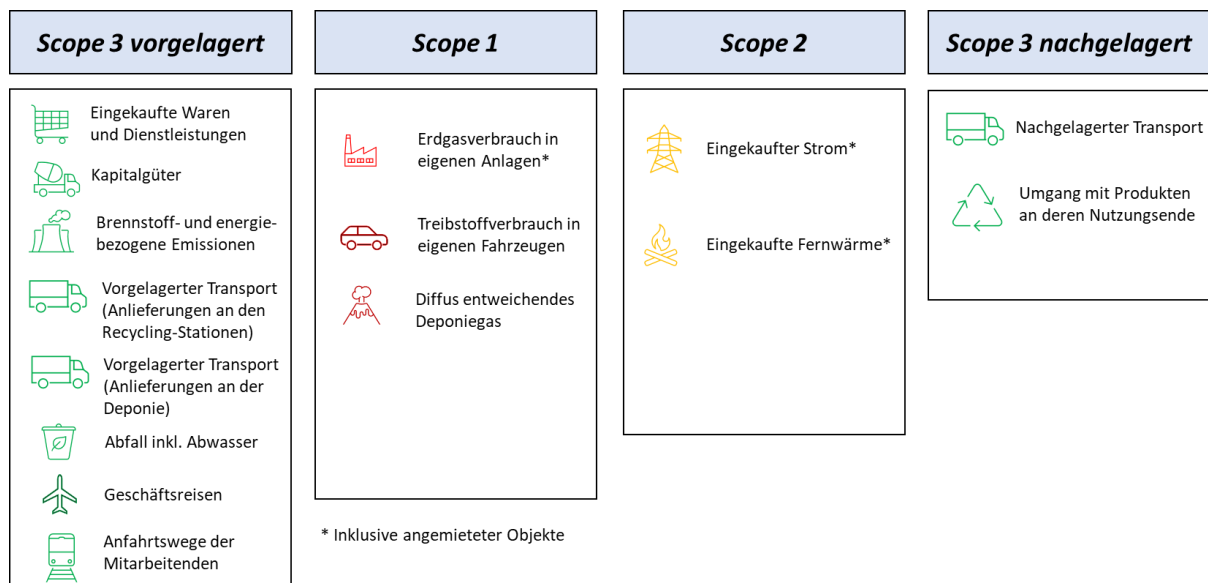 Scope 3 vorgelagert
Eingekaufte Waren
und Dienstleistungen
Kapitalgüter
Brennstoff- und energie-
bezogene Emissionen
Vorgelagerter Transport
(Anlieferungen an den
Recycling-Stationen)
Vorgelagerter Transport
(Anlieferungen an der
Deponie)
Abfall inkl. Abwasser
Geschäftsreisen
Anfahrtswege der
Mitarbeitenden
Scope 1
Erdgasverbrauch in
eigenen Anlagen*
Treibstoffverbrauch in
eigenen Fahrzeugen
Diffus entweichendes
Deponiegas
* Inklusive angemieteter Objekte
Scope 2
Eingekaufter Strom*
Eingekaufte Fernwärme*
Scope 3 nachgelagert
Nachgelagerter Transport
Umgang mit Produkten
an deren Nutzungsende